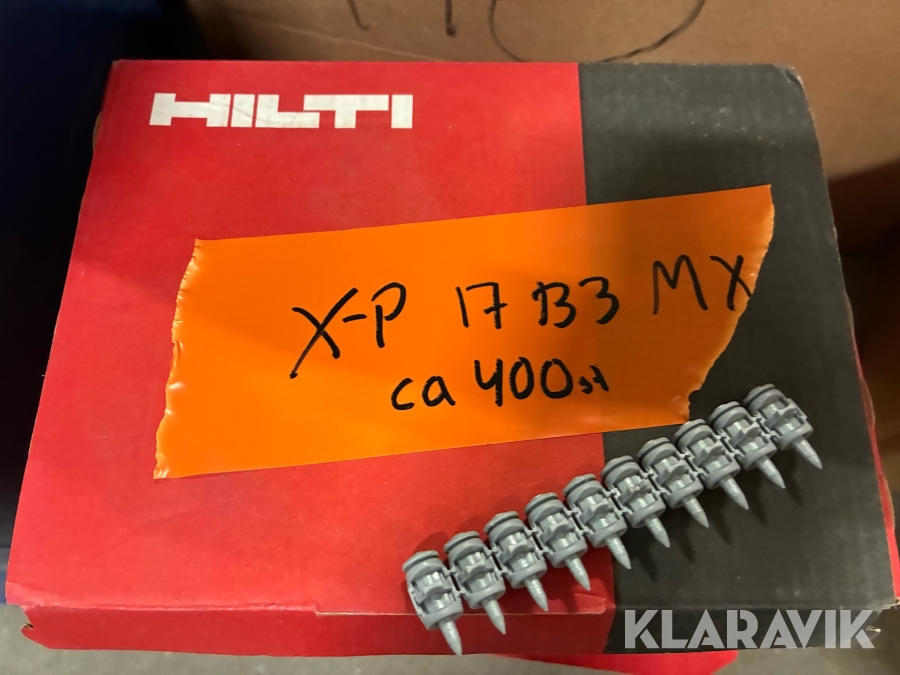 HILTI
X-P 17 B3 MX
ca 400st
KLARAVIK